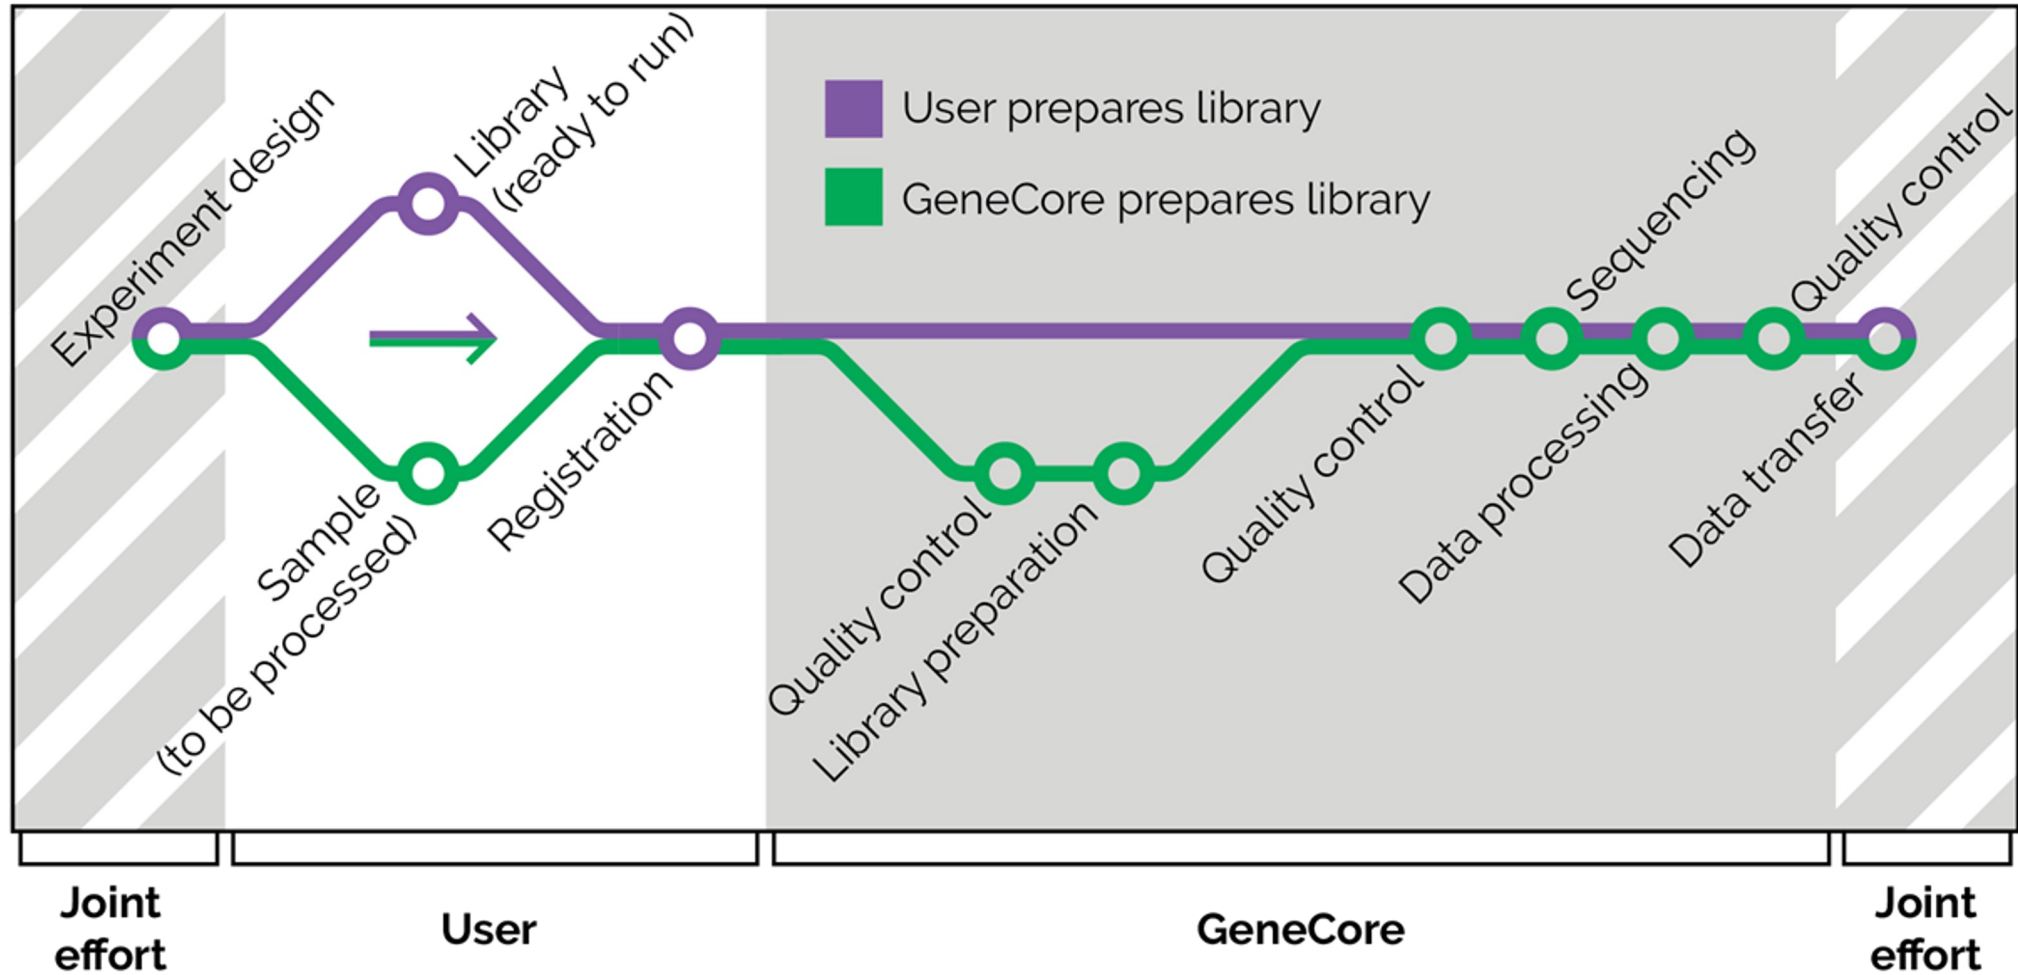 Experiment design
Library
(ready to run)
User prepares library
GeneCore prepares library
Sequencing
Quality control
Sample
(to be processed)
Registration
Quality control
Library preparation
Quality control
Data processing
Data transfer
Joint
effort
User
GeneCore
Joint
effort